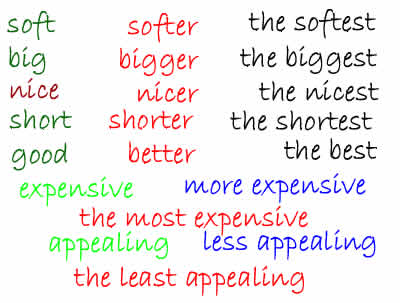 soft softer the softest
big bigger the biggest
nice nicer the nicest
short shorter the shortest
good better the best
expensive more expensive
the most expensive
appealing less appealing
the least appealing